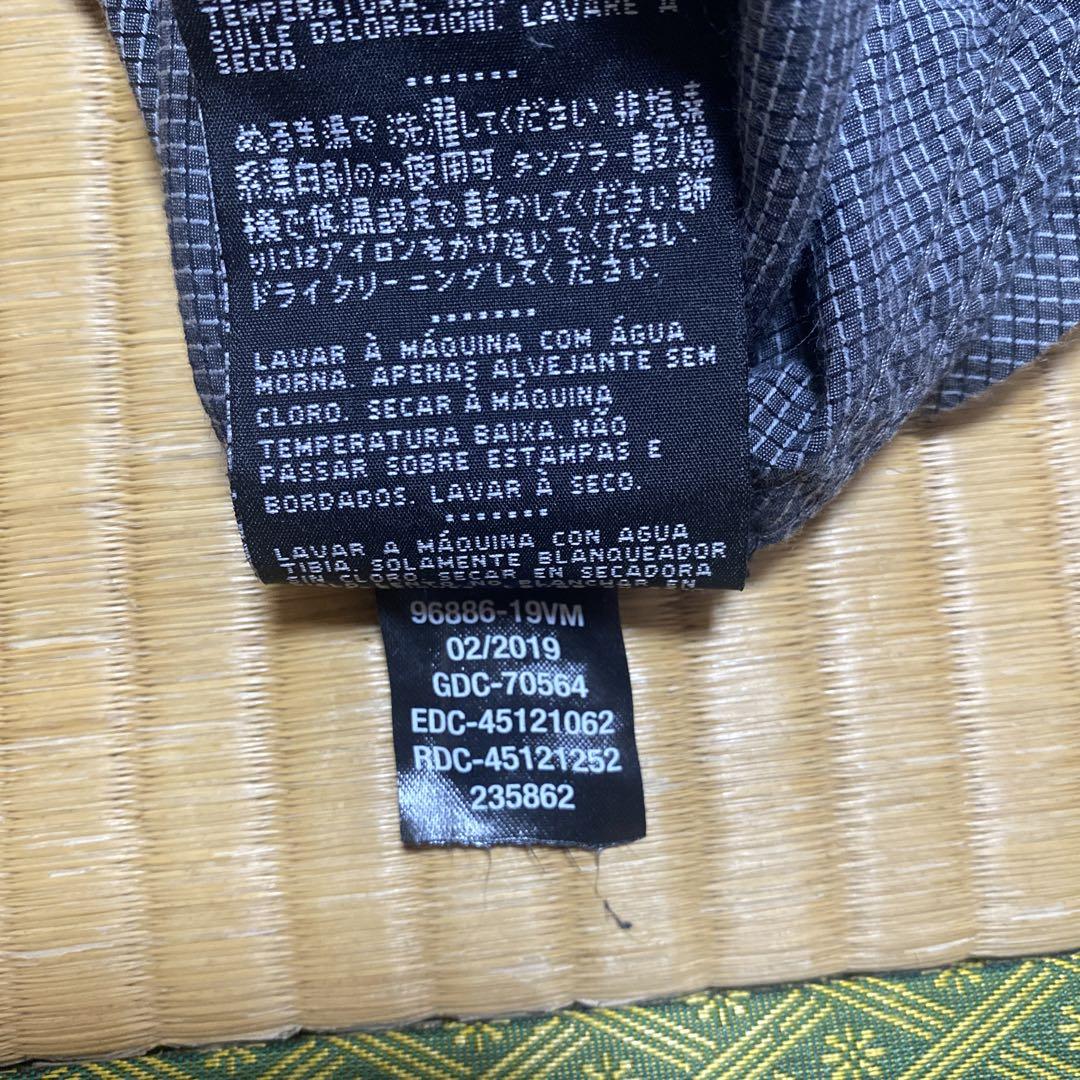 TEMPERATURA.
SULLE DECORAZIONI. LAVARE A
SECCO.
ぬるま湯で 洗濯してください. 非塩素
系漂白剤のみ使用可. タンブラー乾燥
機で低温設定で乾かしてください. 飾
りにはアイロンをかけないでください.
ドライクリーニングしてください.
LAVAR À MÁQUINA COM ÁGUA
MORNA. APENAS ALVEJANTE SEM
CLORO. SECAR À MÁQUINA
TEMPERATURA BAIXA. NÃO
PASSAR SOBRE ESTAMPAS E
BORDADOS. LAVAR À SECO.
LAVAR A MÁQUINA CON AGUA
TIBIA. SOLAMENTE BLANQUEADOR
SIN CLORO. SECAR EN SECADORA
96886-19VM
02/2019
GDC-70564
EDC-45121062
RDC-45121252
235862